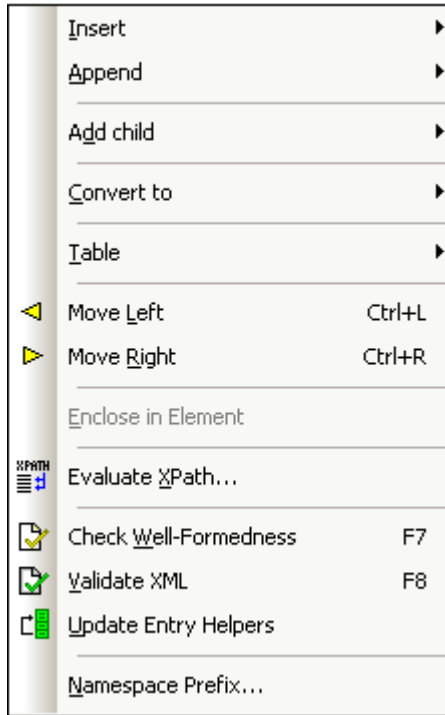 Insert
Append
Add child
Convert to
Table
Move Left Ctrl+L
Move Right Ctrl+R
Enclose in Element
XPATH
Evaluate XPath...
Check Well-Formedness F7
Validate XML F8
Update Entry Helpers
Namespace Prefix...